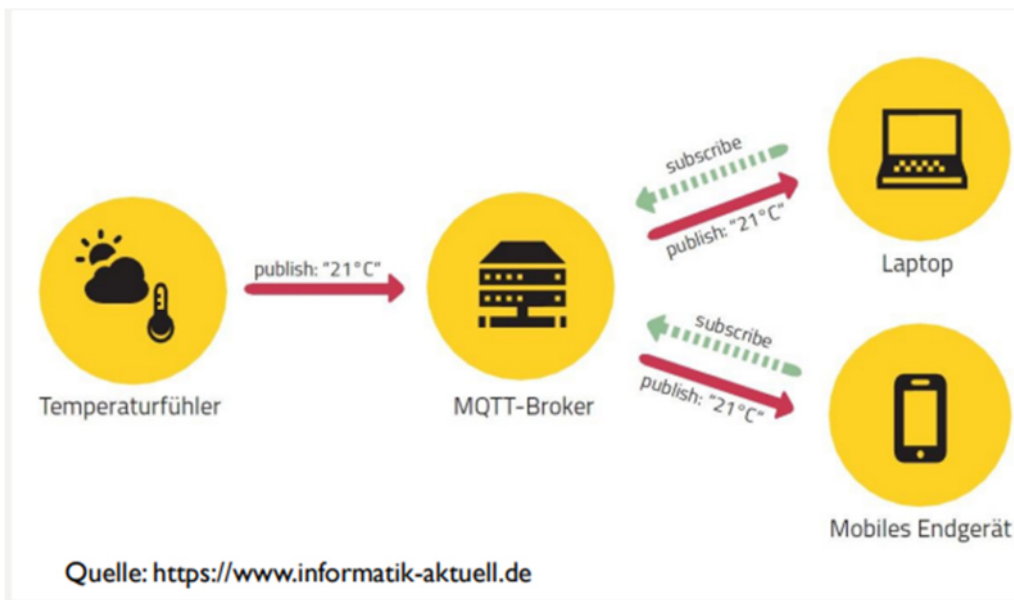 subscribe
publish: "21°C"
Laptop
publish: "21°C"
Temperaturfühler
MQTT-Broker
subscribe
publish: "21°C"
Mobiles Endgerät
Quelle: https://www.informatik-aktuell.de